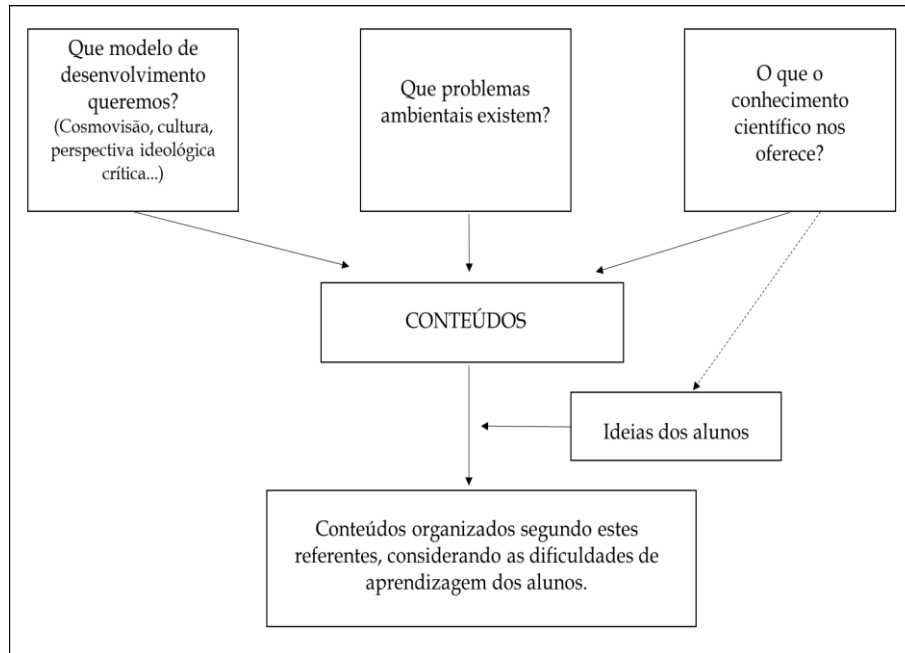 Que modelo de
desenvolvimento
queremos?
(Cosmovisão, cultura,
perspectiva ideológica
crítica...)
Que problemas
ambientais existem?
O que o
conhecimento
científico nos
oferece?
CONTEÚDOS
Ideias dos alunos
Conteúdos organizados segundo estes
referentes, considerando as dificuldades de
aprendizagem dos alunos.